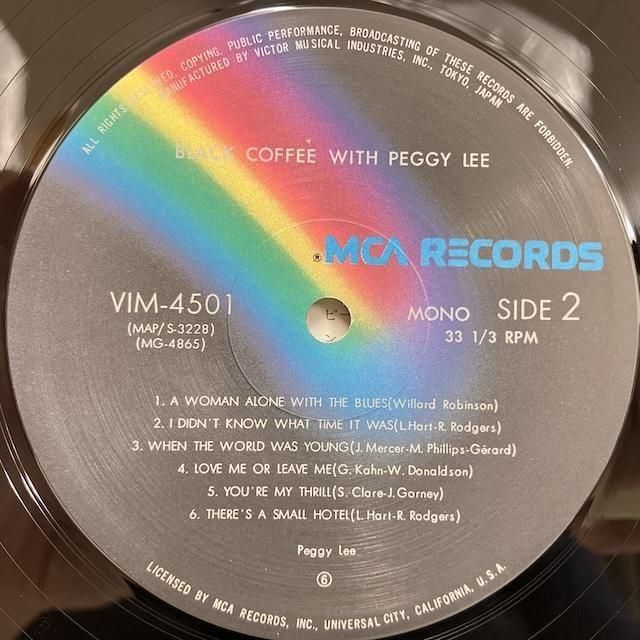 ALL RIGHTS RESERVED, COPYING, PUBLIC PERFORMANCE, BROADCASTING OF THESE RECORDS ARE FORBIDDEN.
MANUFACTURED BY VICTOR MUSICAL INDUSTRIES, INC., TOKYO, JAPAN
BLACK COFFEE WITH PEGGY LEE
®MCA RECORDS
VIM-4501
(MAP/S-3228)
(MG-4865)
MONO SIDE 2
33 1/3 RPM
ピー
ン
1. A WOMAN ALONE WITH THE BLUES(Willard Robinson)
2. I DIDN'T KNOW WHAT TIME IT WAS(L.Hart-R. Rodgers)
3. WHEN THE WORLD WAS YOUNG(J. Mercer-M. Phillips-Gérard)
4. LOVE ME OR LEAVE ME(G. Kahn-W. Donaldson)
5. YOU'RE MY THRILL(S. Clare-J. Gorney)
6. THERE'S A SMALL HOTEL(L.Hart-R. Rodgers)
Peggy Lee
⑥
LICENSED BY MCA RECORDS, INC., UNIVERSAL CITY, CALIFORNIA, U.S.A.